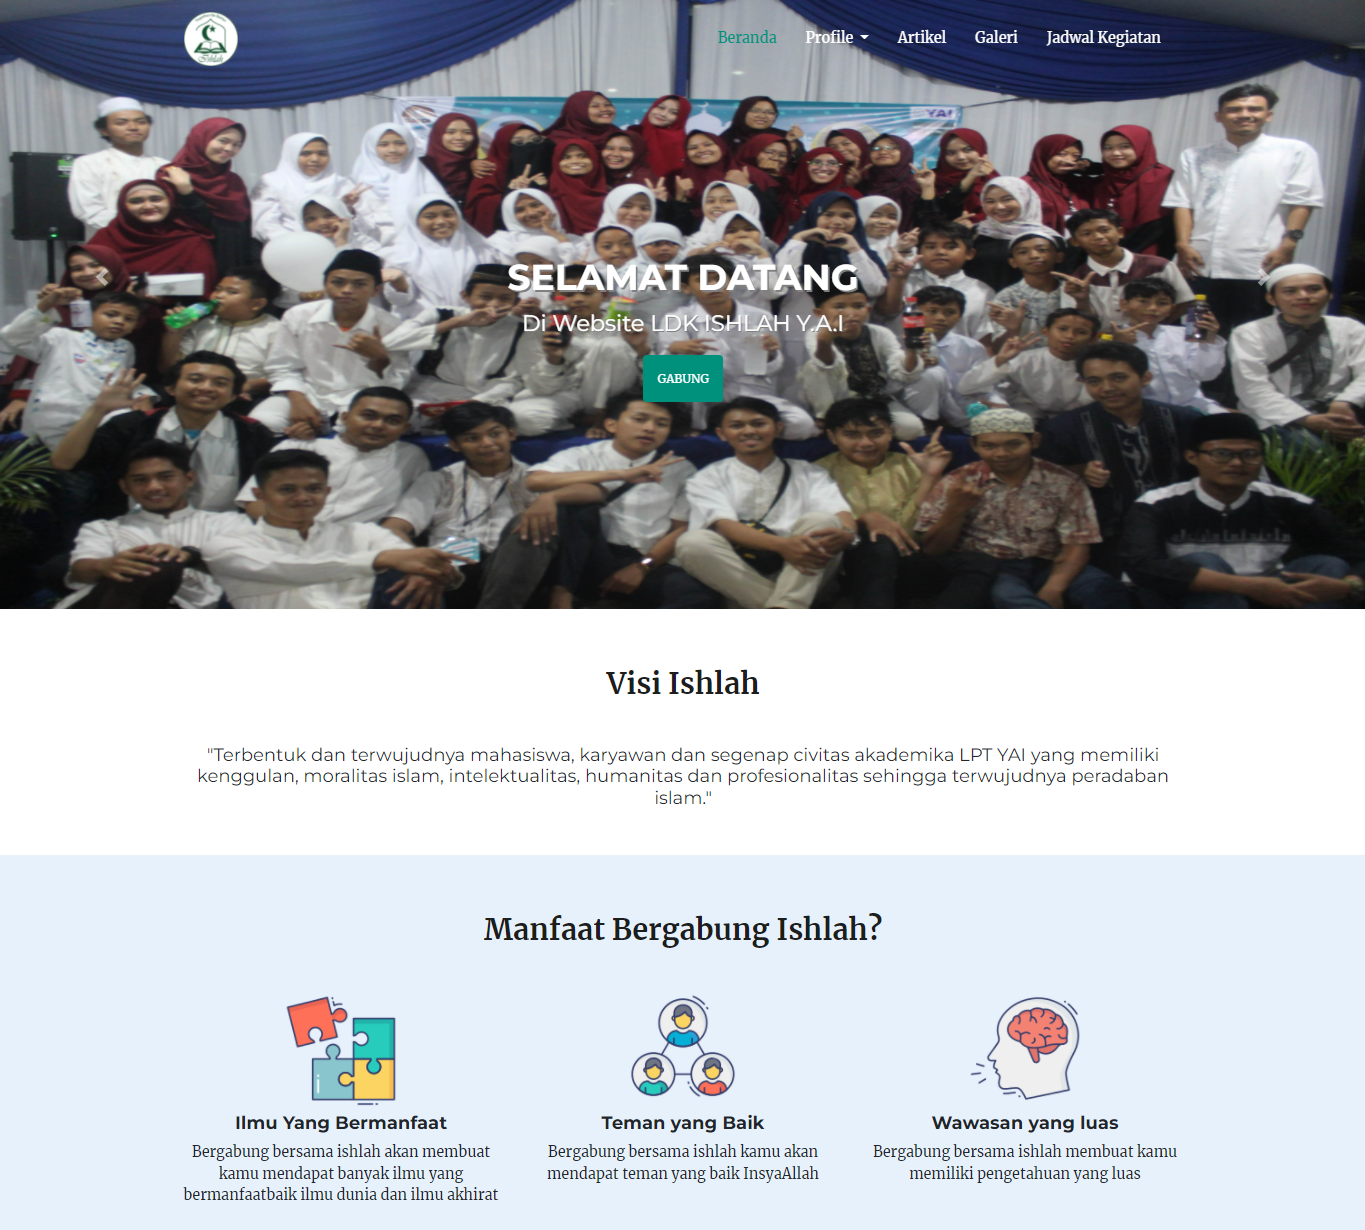 Ishlah
Beranda
Profile
Artikel
Galeri
Jadwal Kegiatan
YAI
SELAMAT DATANG
Di Website LDK ISHLAH Y.A.I
GABUNG
Visi Ishlah
"Terbentuk dan terwujudnya mahasiswa, karyawan dan segenap civitas akademika LPT YAI yang memiliki
kenggulan, moralitas islam, intelektualitas, humanitas dan profesionalitas sehingga terwujudnya peradaban
islam."
Manfaat Bergabung Ishlah?
Ilmu Yang Bermanfaat
Bergabung bersama ishlah akan membuat
kamu mendapat banyak ilmu yang
bermanfaatbaik ilmu dunia dan ilmu akhirat
Teman yang Baik
Bergabung bersama ishlah kamu akan
mendapat teman yang baik InsyaAllah
Wawasan yang luas
Bergabung bersama ishlah membuat kamu
memiliki pengetahuan yang luas